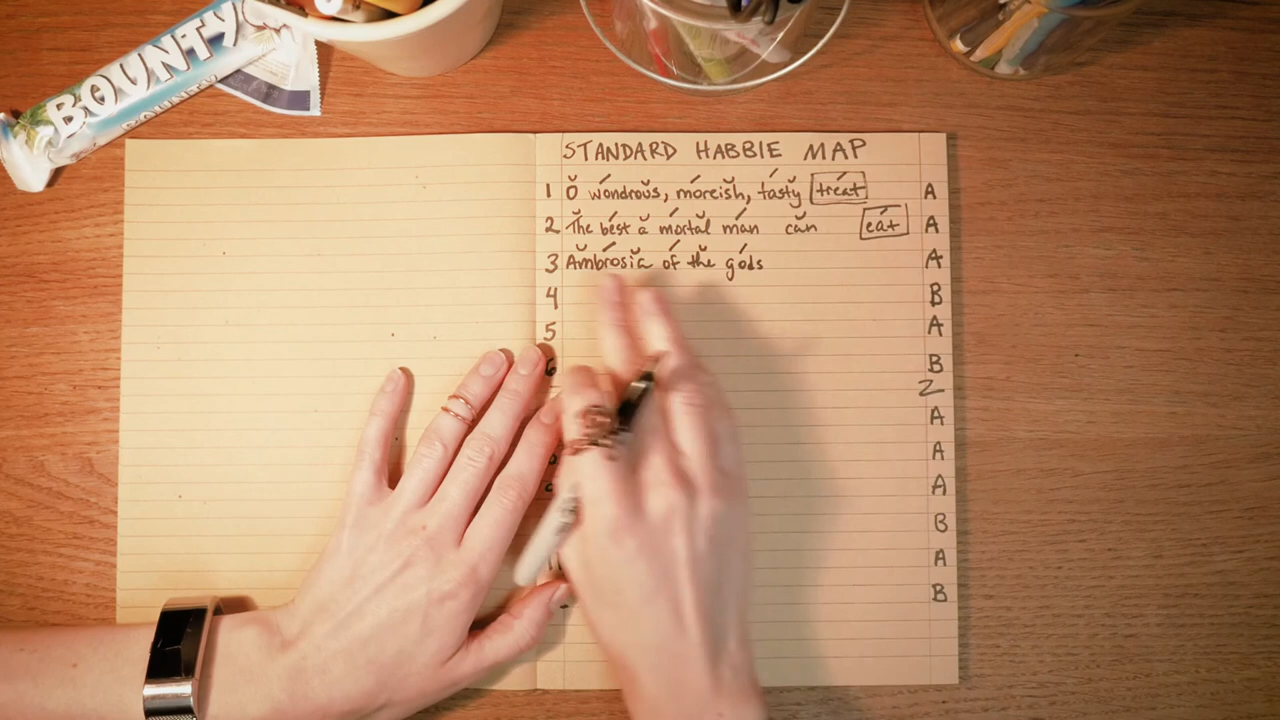 BOUNTY
STANDARD HABBIE MAP
1 O wondrous, moreish, tasty treat A
2 The best a mortal man can eat A
3 Ambrosia of the gods A
4 B
5 A
6 B
Z
A
A
A
B
A
B